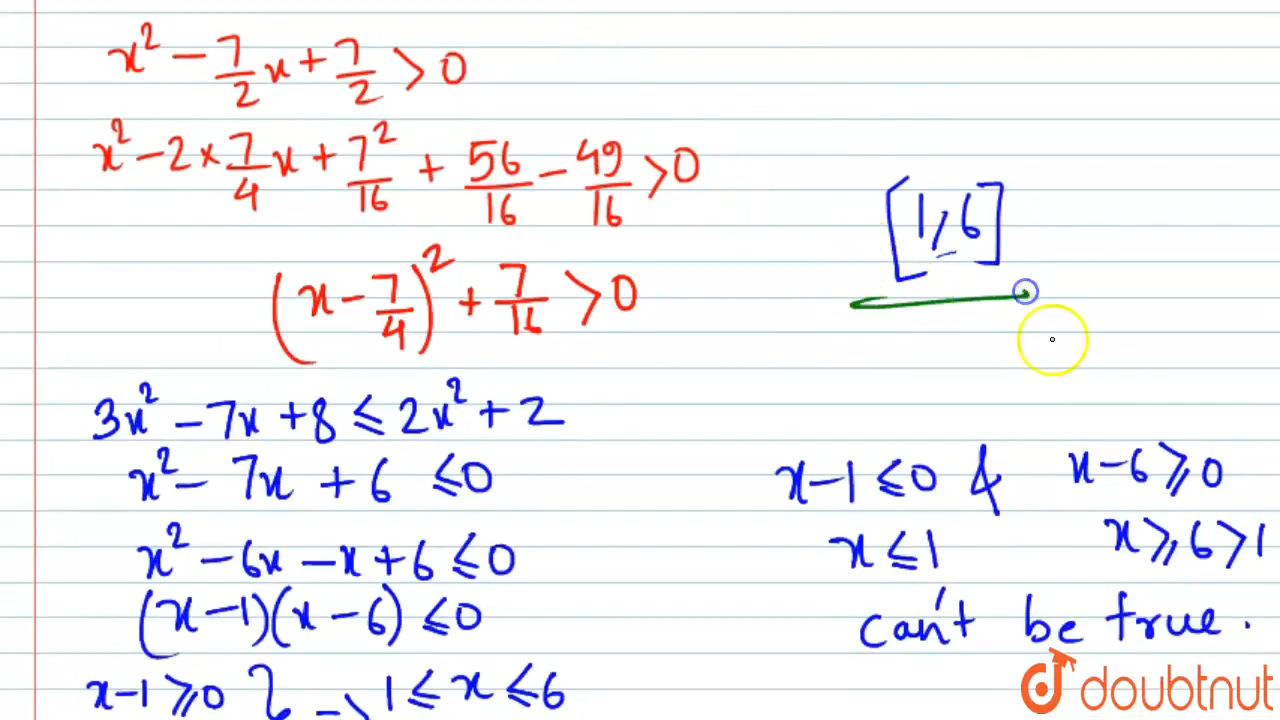 x² - 7/2 x + 7/2 > 0
x² - 2 × 7/4 x + 7²/16 + 56/16 - 49/16 > 0
(x - 7/4)² + 7/16 > 0
[1, 6]
3x² - 7x + 8 ≤ 2x² + 2
x² - 7x + 6 ≤ 0
x² - 6x - x + 6 ≤ 0
(x - 1)(x - 6) ≤ 0
x - 1 ≥ 0 } → 1 ≤ x ≤ 6
x - 1 ≤ 0 & x - 6 ≥ 0
x ≤ 1 x ≥ 6 > 1
can't be true.
doubtnut